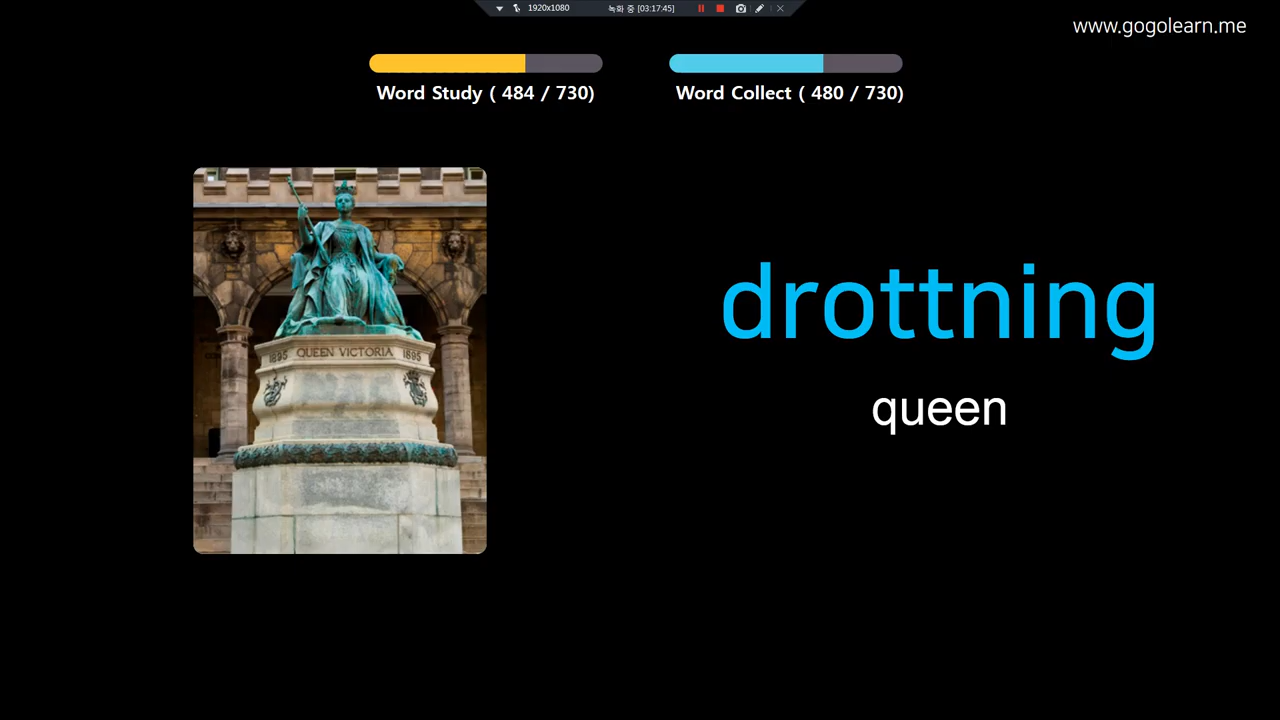 1920x1080 녹화 중 [03:17:45]
www.gogolearn.me
Word Study ( 484 / 730)
Word Collect ( 480 / 730)
1895 QUEEN VICTORIA 1895
drottning
queen